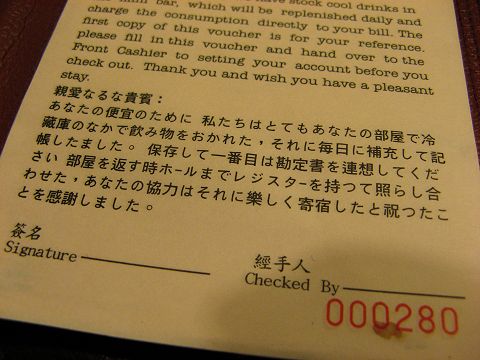 have stock cool drinks in
mini bar, which will be replenished daily and
charge the consumption directly to your bill. The
first copy of this voucher is for your reference.
please fill in this voucher and hand over to the
Front Cashier to setting your account before you
check out. Thank you and wish you have a pleasant
stay.
親愛なるな貴賓：
あなたの便宜のために 私たちはとてもあなたの部屋で冷
藏庫のなかで飲み物をおかれた，それに毎日に補充して記
帳したました。 保存して一番目は勘定書を連想してくだ
さい 部屋を返す時ホールまでレジスターを持つて照らし合
わせた，あなたの協力はそれに樂しく寄宿したと祝つたこ
とを感謝しました。
簽名
Signature
經手人
Checked By
000280